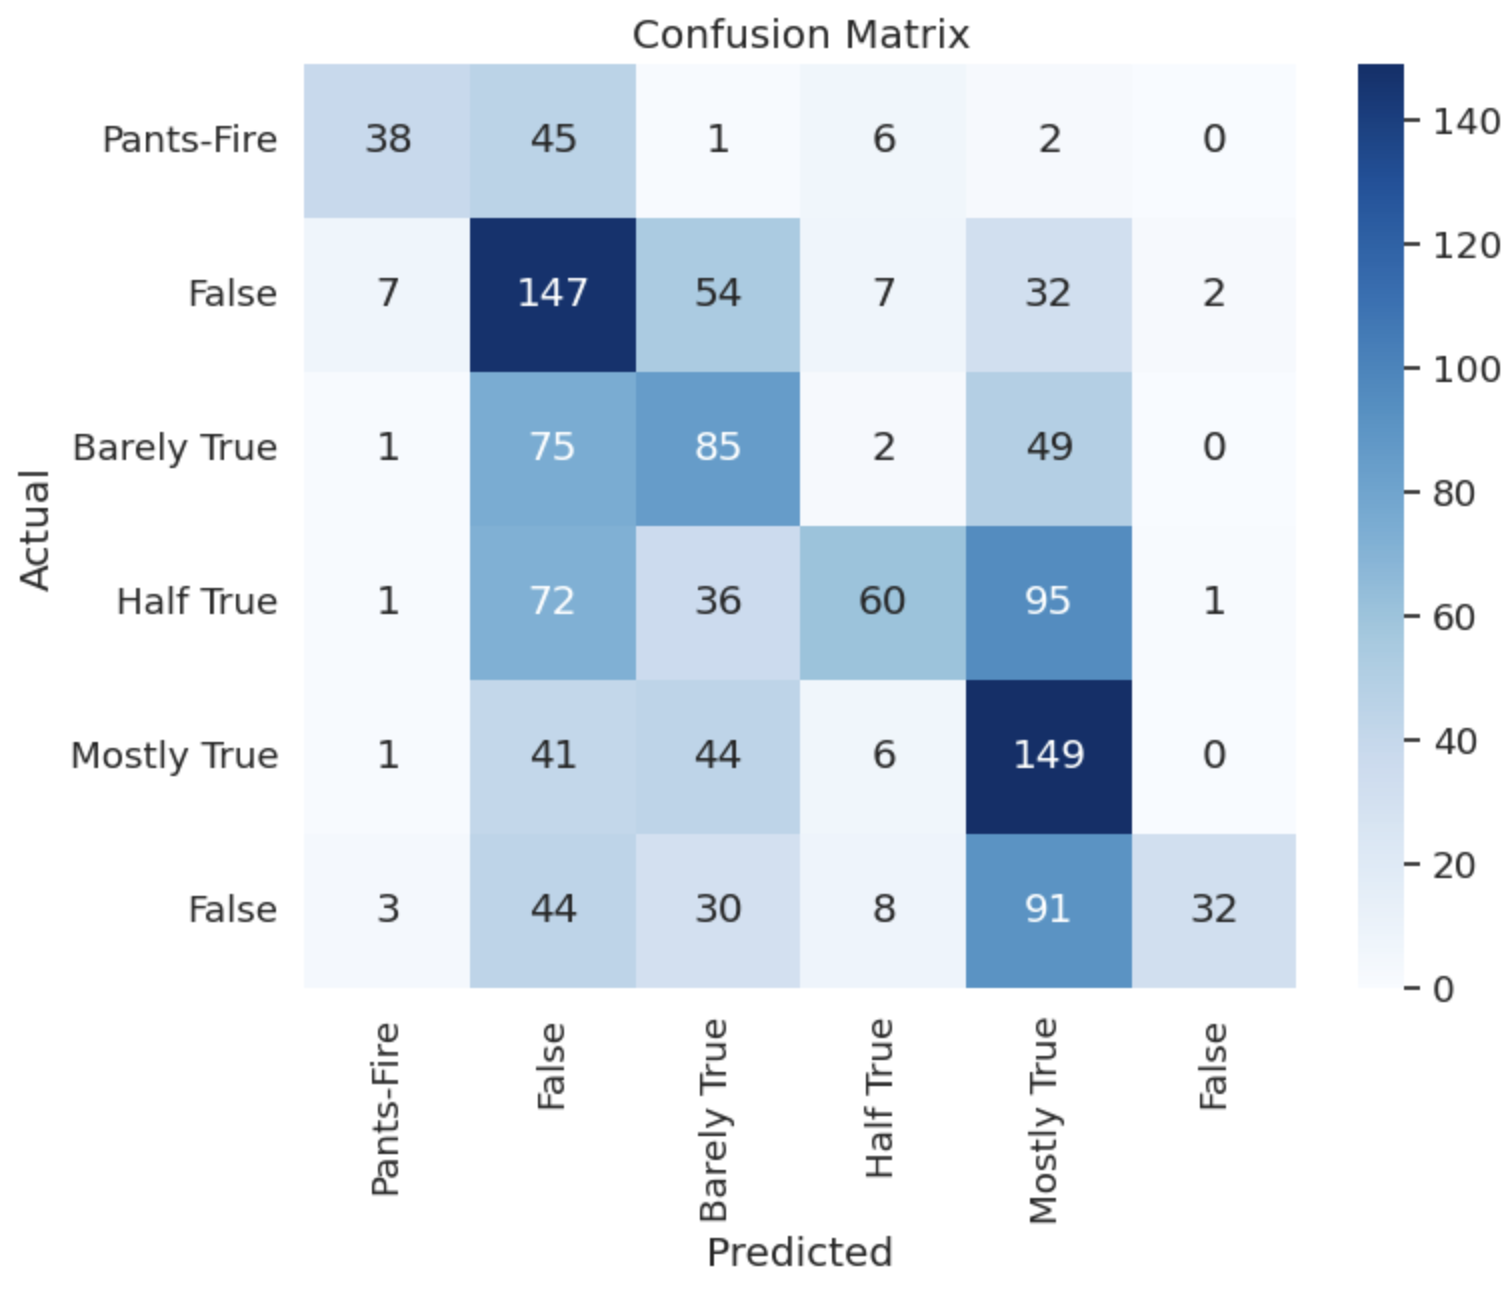 Confusion Matrix
Pants-Fire 38 45 1 6 2 0
False 7 147 54 7 32 2
Barely True 1 75 85 2 49 0
Half True 1 72 36 60 95 1
Mostly True 1 41 44 6 149 0
False 3 44 30 8 91 32
Actual
Pants-Fire False Barely True Half True Mostly True False
Predicted
140
120
100
80
60
40
20
0